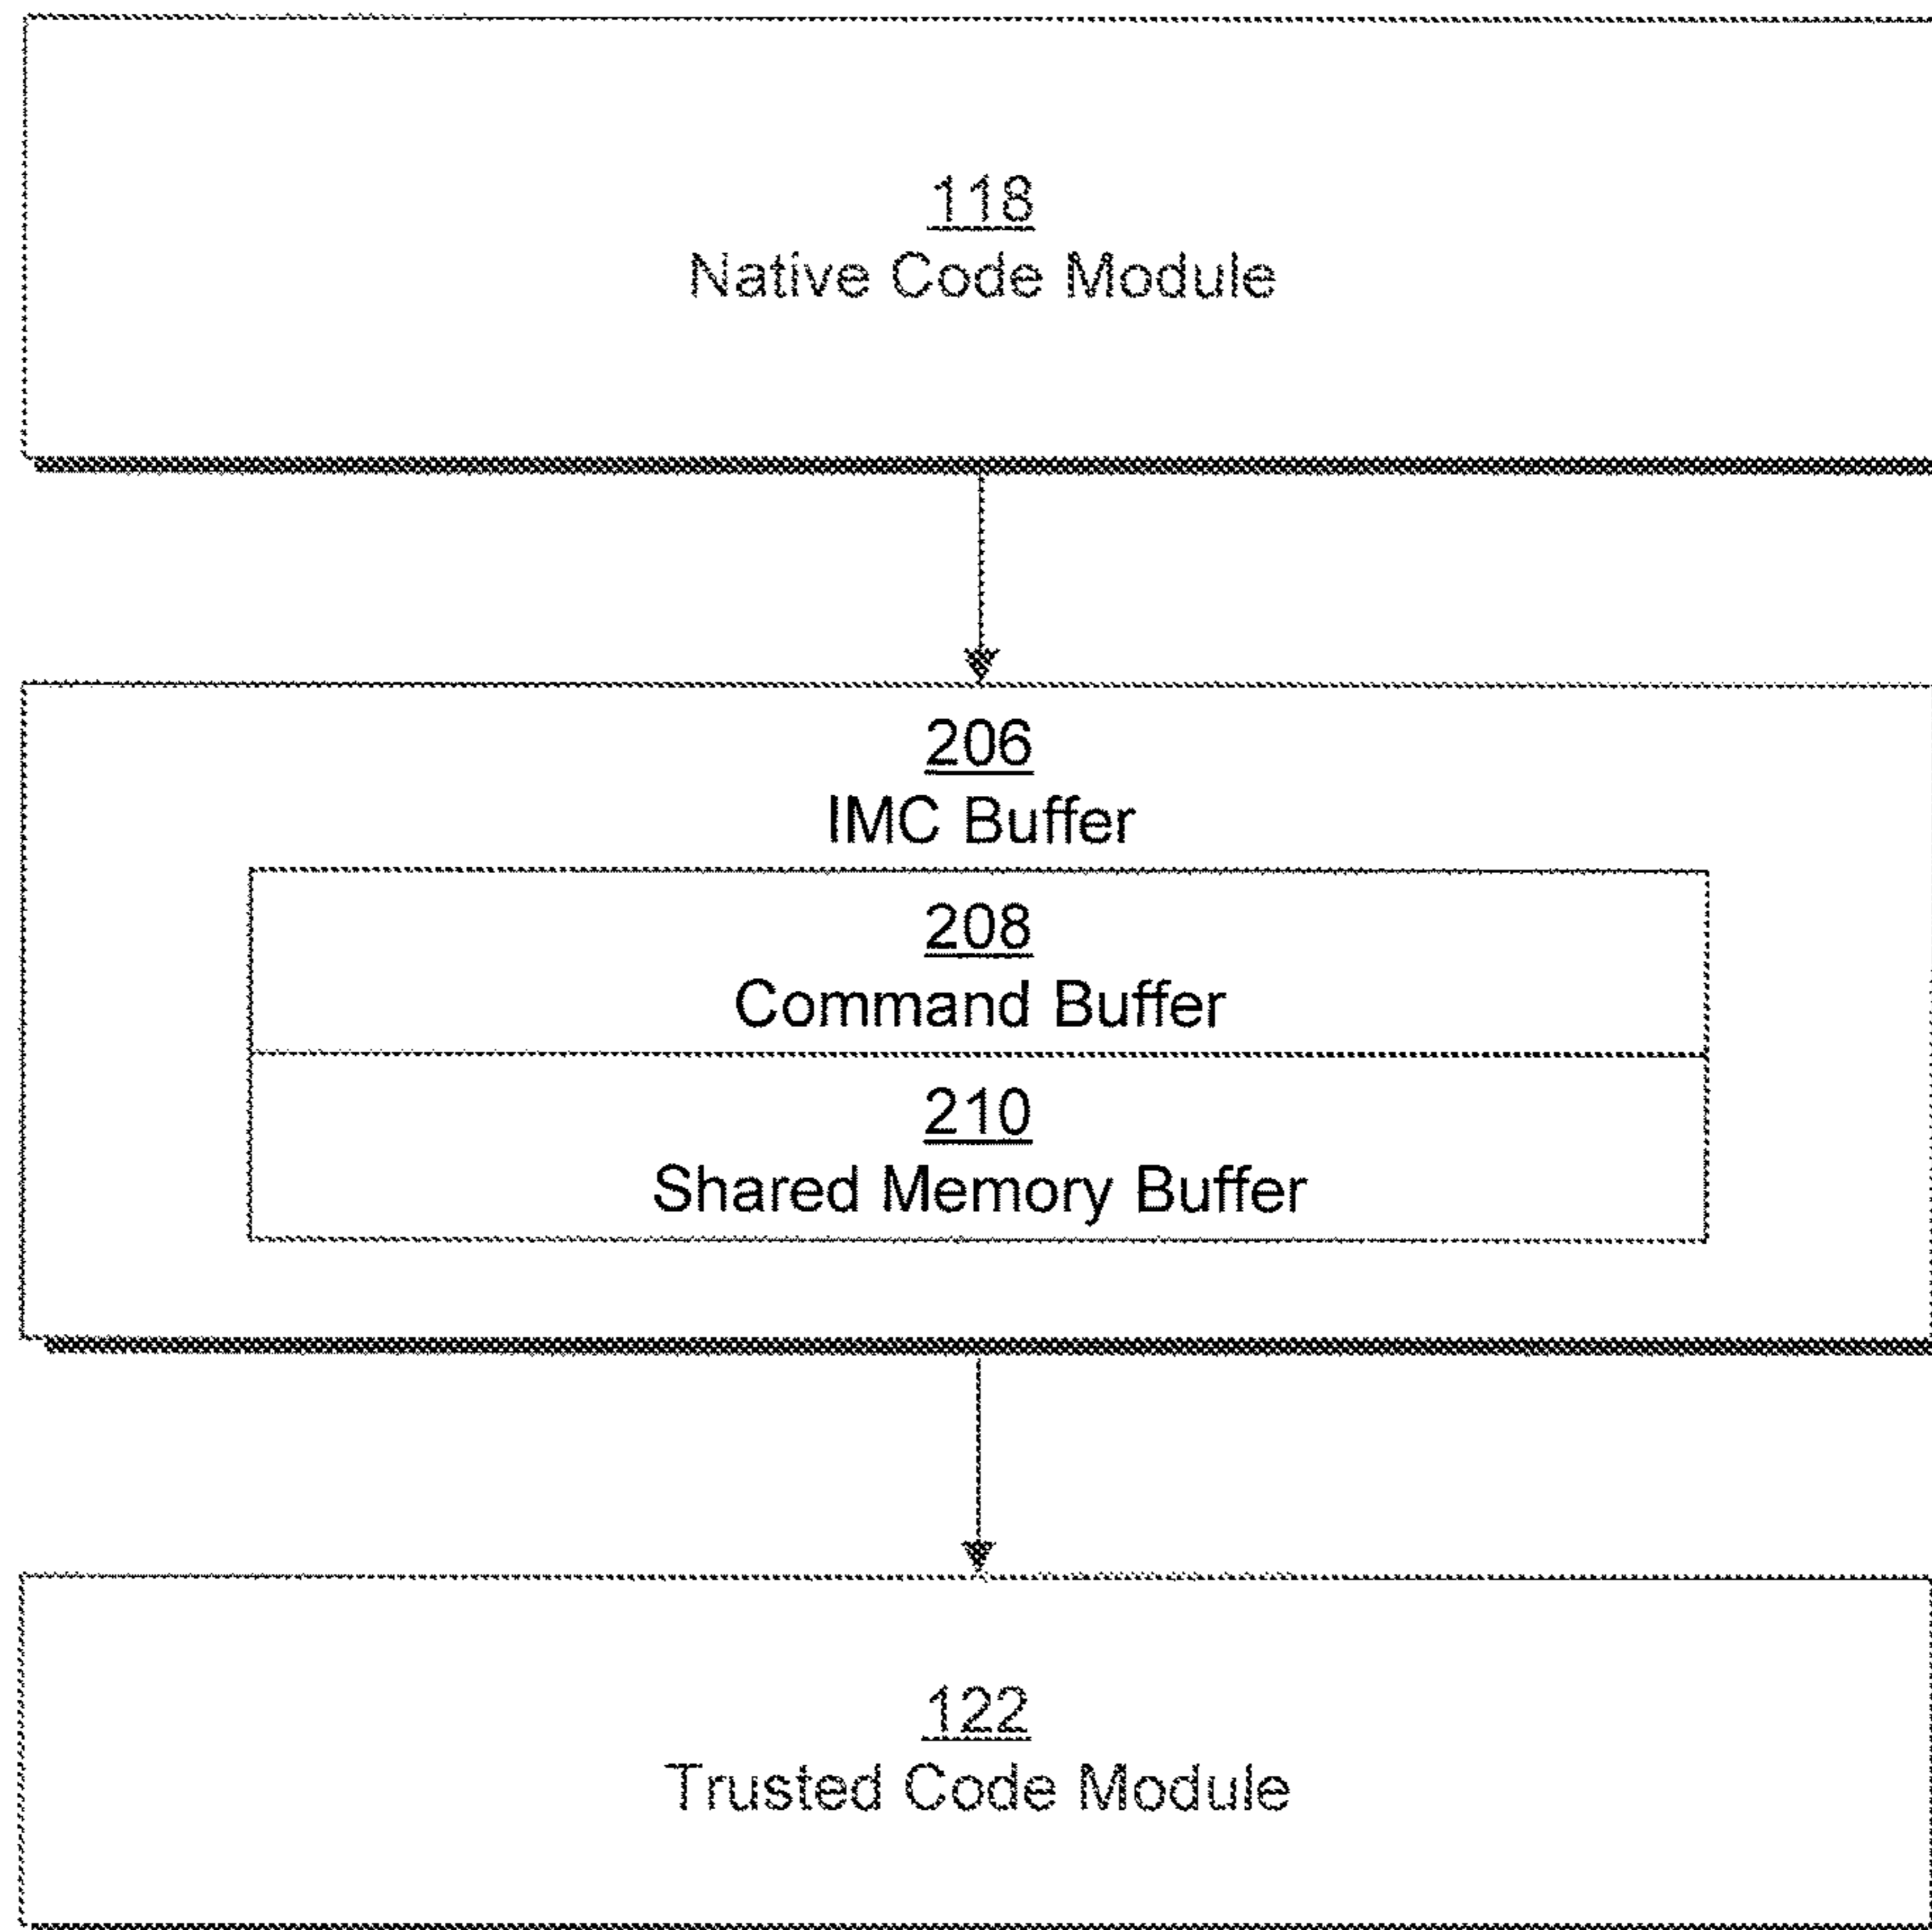 118
Native Code Module
206
IMC Buffer
208
Command Buffer
210
Shared Memory Buffer
122
Trusted Code Module